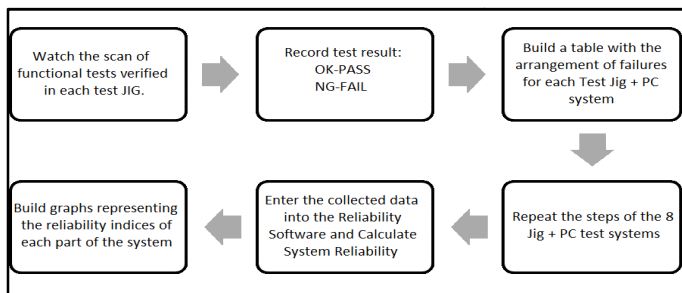 Watch the scan of
functional tests verified
in each test JIG.
Record test result:
OK-PASS
NG-FAIL
Build a table with the
arrangement of failures
for each Test Jig + PC
system
Repeat the steps of the 8
Jig + PC test systems
Enter the collected data
into the Reliability
Software and Calculate
System Reliability
Build graphs representing
the reliability indices of
each part of the system